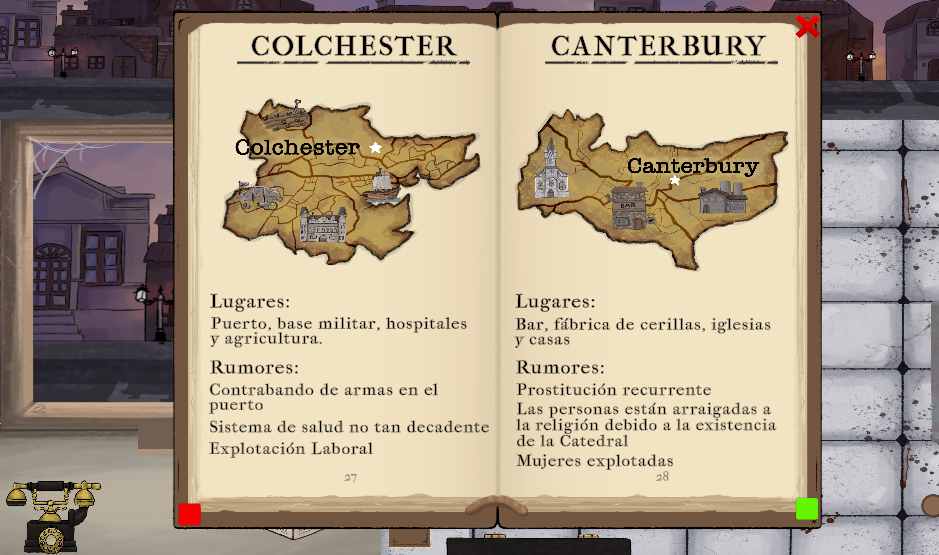 COLCHESTER
Colchester
Lugares:
Puerto, base militar, hospitales
y agricultura.
Rumores:
Contrabando de armas en el
puerto
Sistema de salud no tan decadente
Explotación Laboral
27
CANTERBURY
Canterbury
BAR
Lugares:
Bar, fábrica de cerillas, iglesias
y casas
Rumores:
Prostitución recurrente
Las personas están arraigadas a
la religión debido a la existencia
de la Catedral
Mujeres explotadas
28